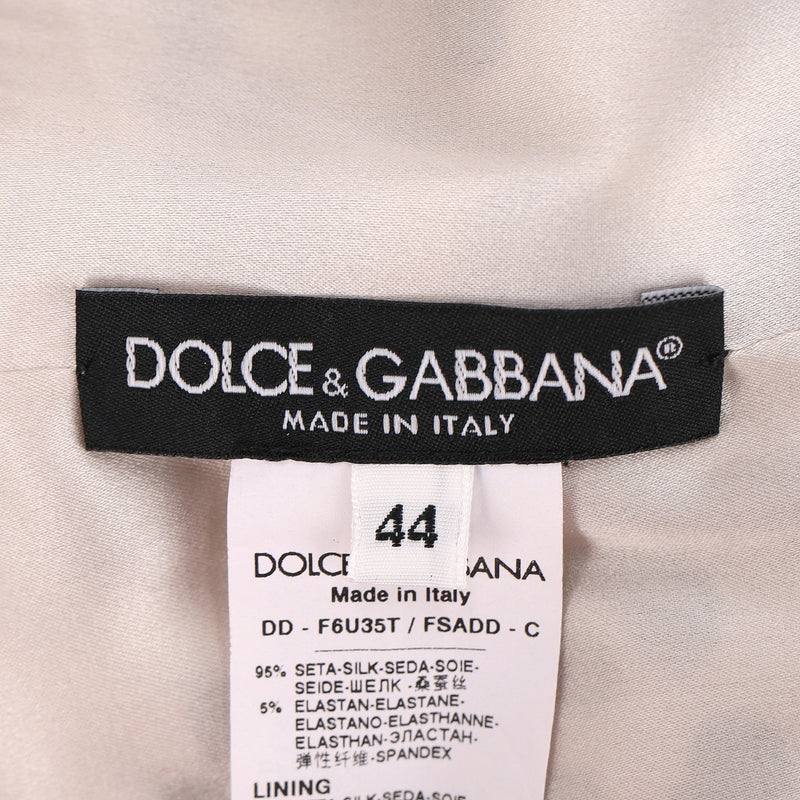 DOLCE & GABBANA®
MADE IN ITALY
44
Made in Italy
DD - F6U35T / FSADD - C
95% SETA-SILK-SEDA-SOIE-
SEIDE-ШЕЛК -桑蚕丝
5% ELASTAN-ELASTANE-
ELASTANO-ELASTHANNE-
ELASTHAN-ЭЛАСТАН-
弹性纤维-SPANDEX
LINING